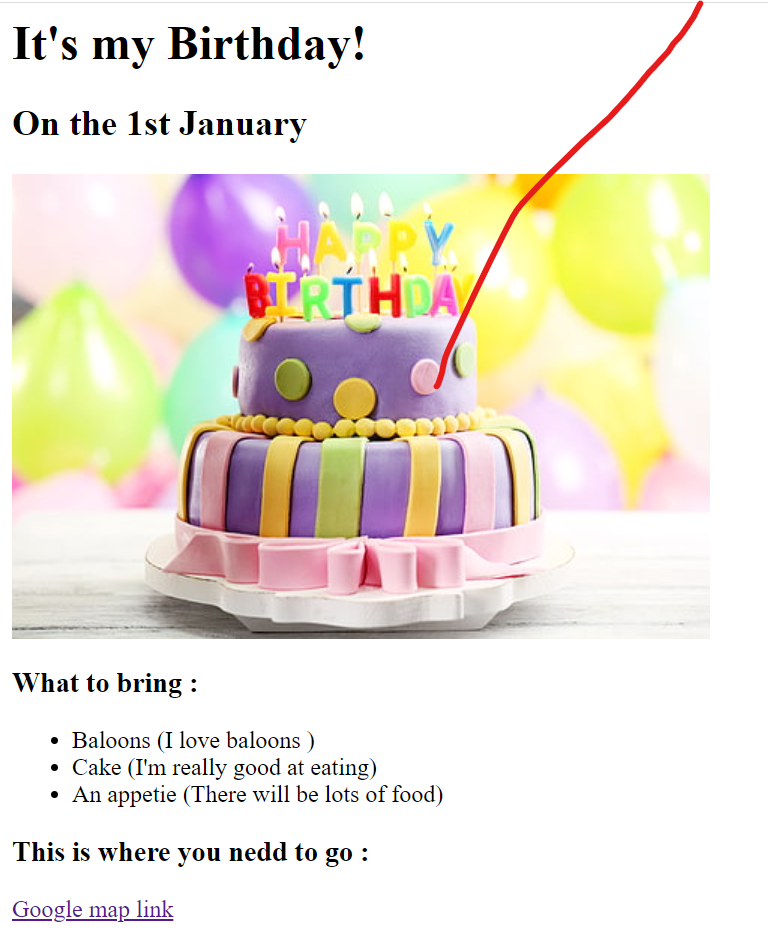 It's my Birthday!
On the 1st January
HAPPY
BIRTHDAY
What to bring :
Baloons (I love baloons )
Cake (I'm really good at eating)
An appetie (There will be lots of food)
This is where you nedd to go :
Google map link